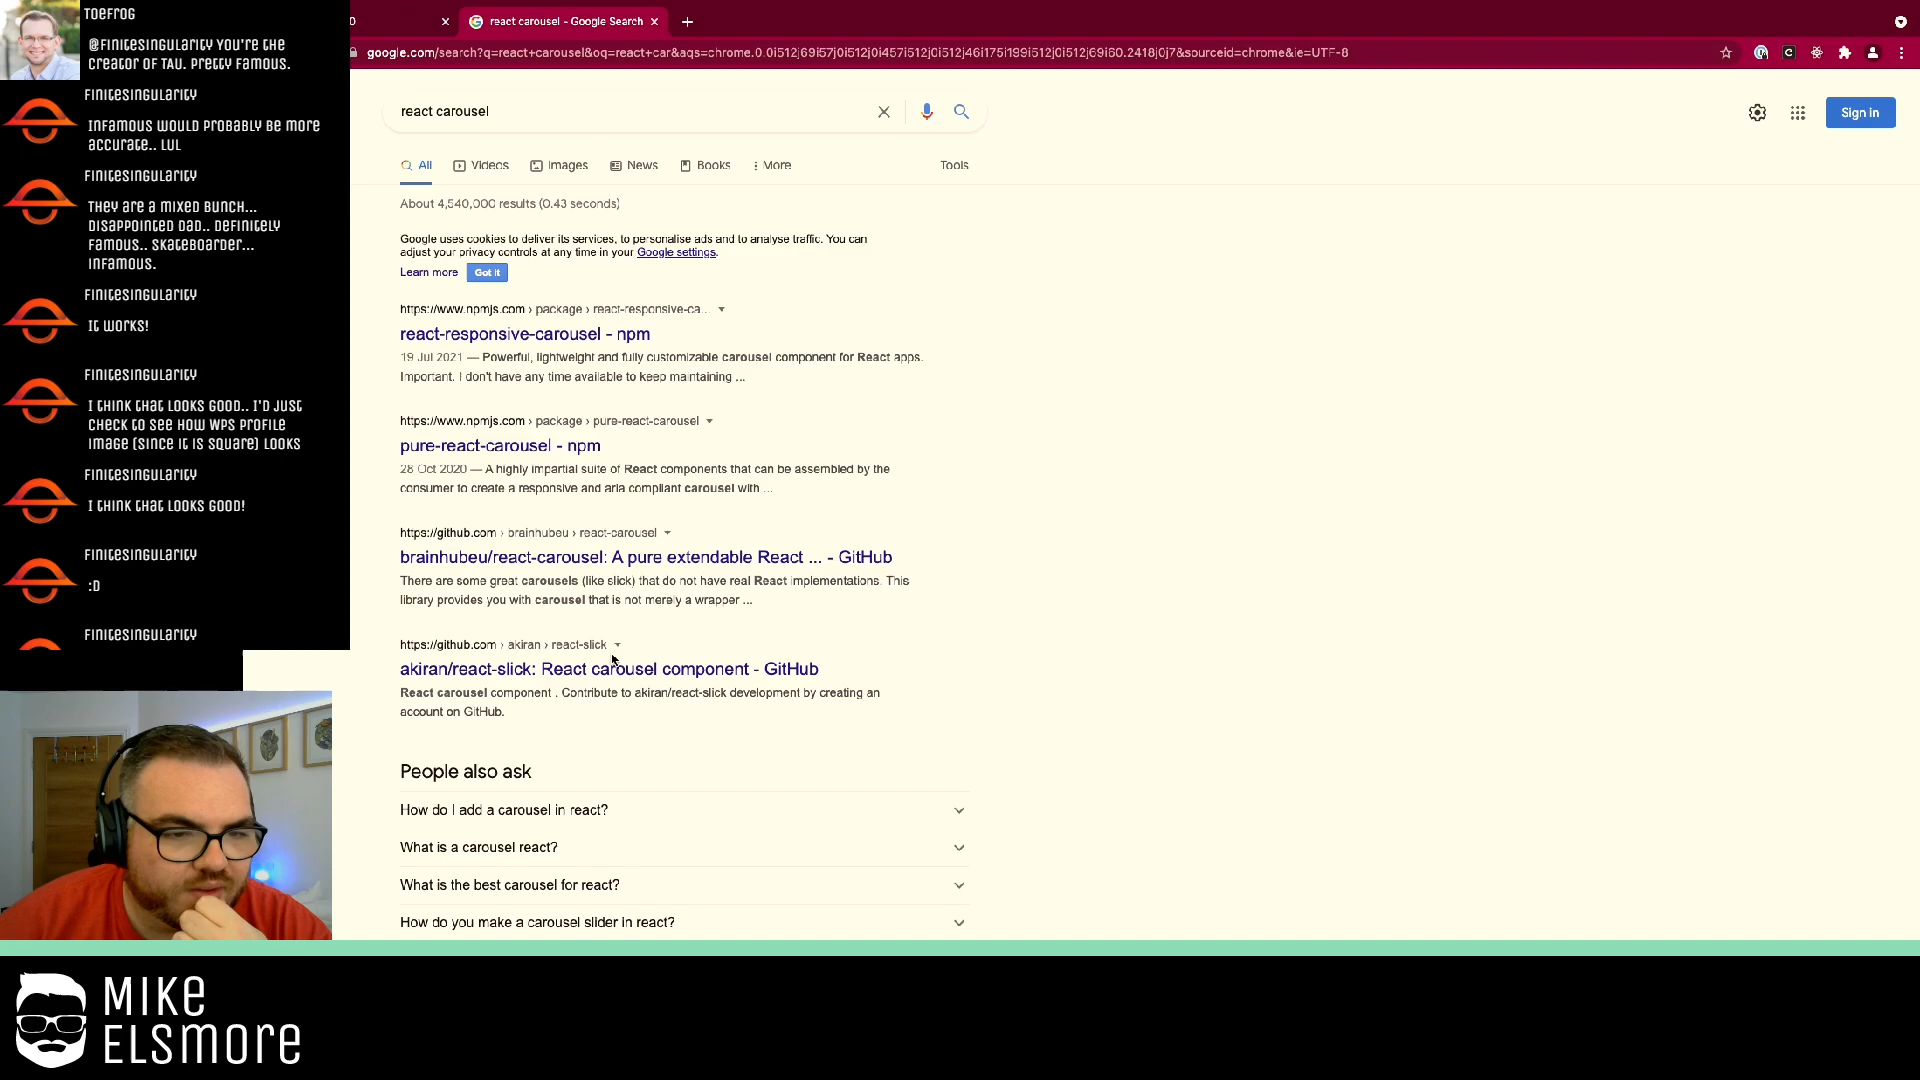 Toefrog
@finitesingularity You're the
creator of TAU. Pretty famous.
finitesingularity
Infamous would probably be more
accurate.. LUL
finitesingularity
They are a mixed bunch...
Disappointed Dad.. definitely
famous.. skateboarder...
infamous.
finitesingularity
It works!
finitesingularity
I think that looks good.. I'd just
check to see how WPs profile
image (since it is square) looks
finitesingularity
I think that looks good!
finitesingularity
:D
finitesingularity
react carousel - Google Search
google.com/search?q=react+carousel&oq=react+car&aqs=chrome.0.0i512j69i57j0i512j0i457i512j0i512j46i175i199i512j0i512j69i60.2418j0j7&sourceid=chrome&ie=UTF-8
react carousel
Sign in
All Videos Images News Books More Tools
About 4,540,000 results (0.43 seconds)
Google uses cookies to deliver its services, to personalise ads and to analyse traffic. You can
adjust your privacy controls at any time in your Google settings.
Learn more Got it
https://www.npmjs.com › package › react-responsive-ca...
react-responsive-carousel - npm
19 Jul 2021 — Powerful, lightweight and fully customizable carousel component for React apps.
Important. I don't have any time available to keep maintaining ...
https://www.npmjs.com › package › pure-react-carousel
pure-react-carousel - npm
28 Oct 2020 — A highly impartial suite of React components that can be assembled by the
consumer to create a responsive and aria compliant carousel with ...
https://github.com › brainhubeu › react-carousel
brainhubeu/react-carousel: A pure extendable React ... - GitHub
There are some great carousels (like slick) that do not have real React implementations. This
library provides you with carousel that is not merely a wrapper ...
https://github.com › akiran › react-slick
akiran/react-slick: React carousel component - GitHub
React carousel component . Contribute to akiran/react-slick development by creating an
account on GitHub.
People also ask
How do I add a carousel in react?
What is a carousel react?
What is the best carousel for react?
How do you make a carousel slider in react?
Mike
Elsmore